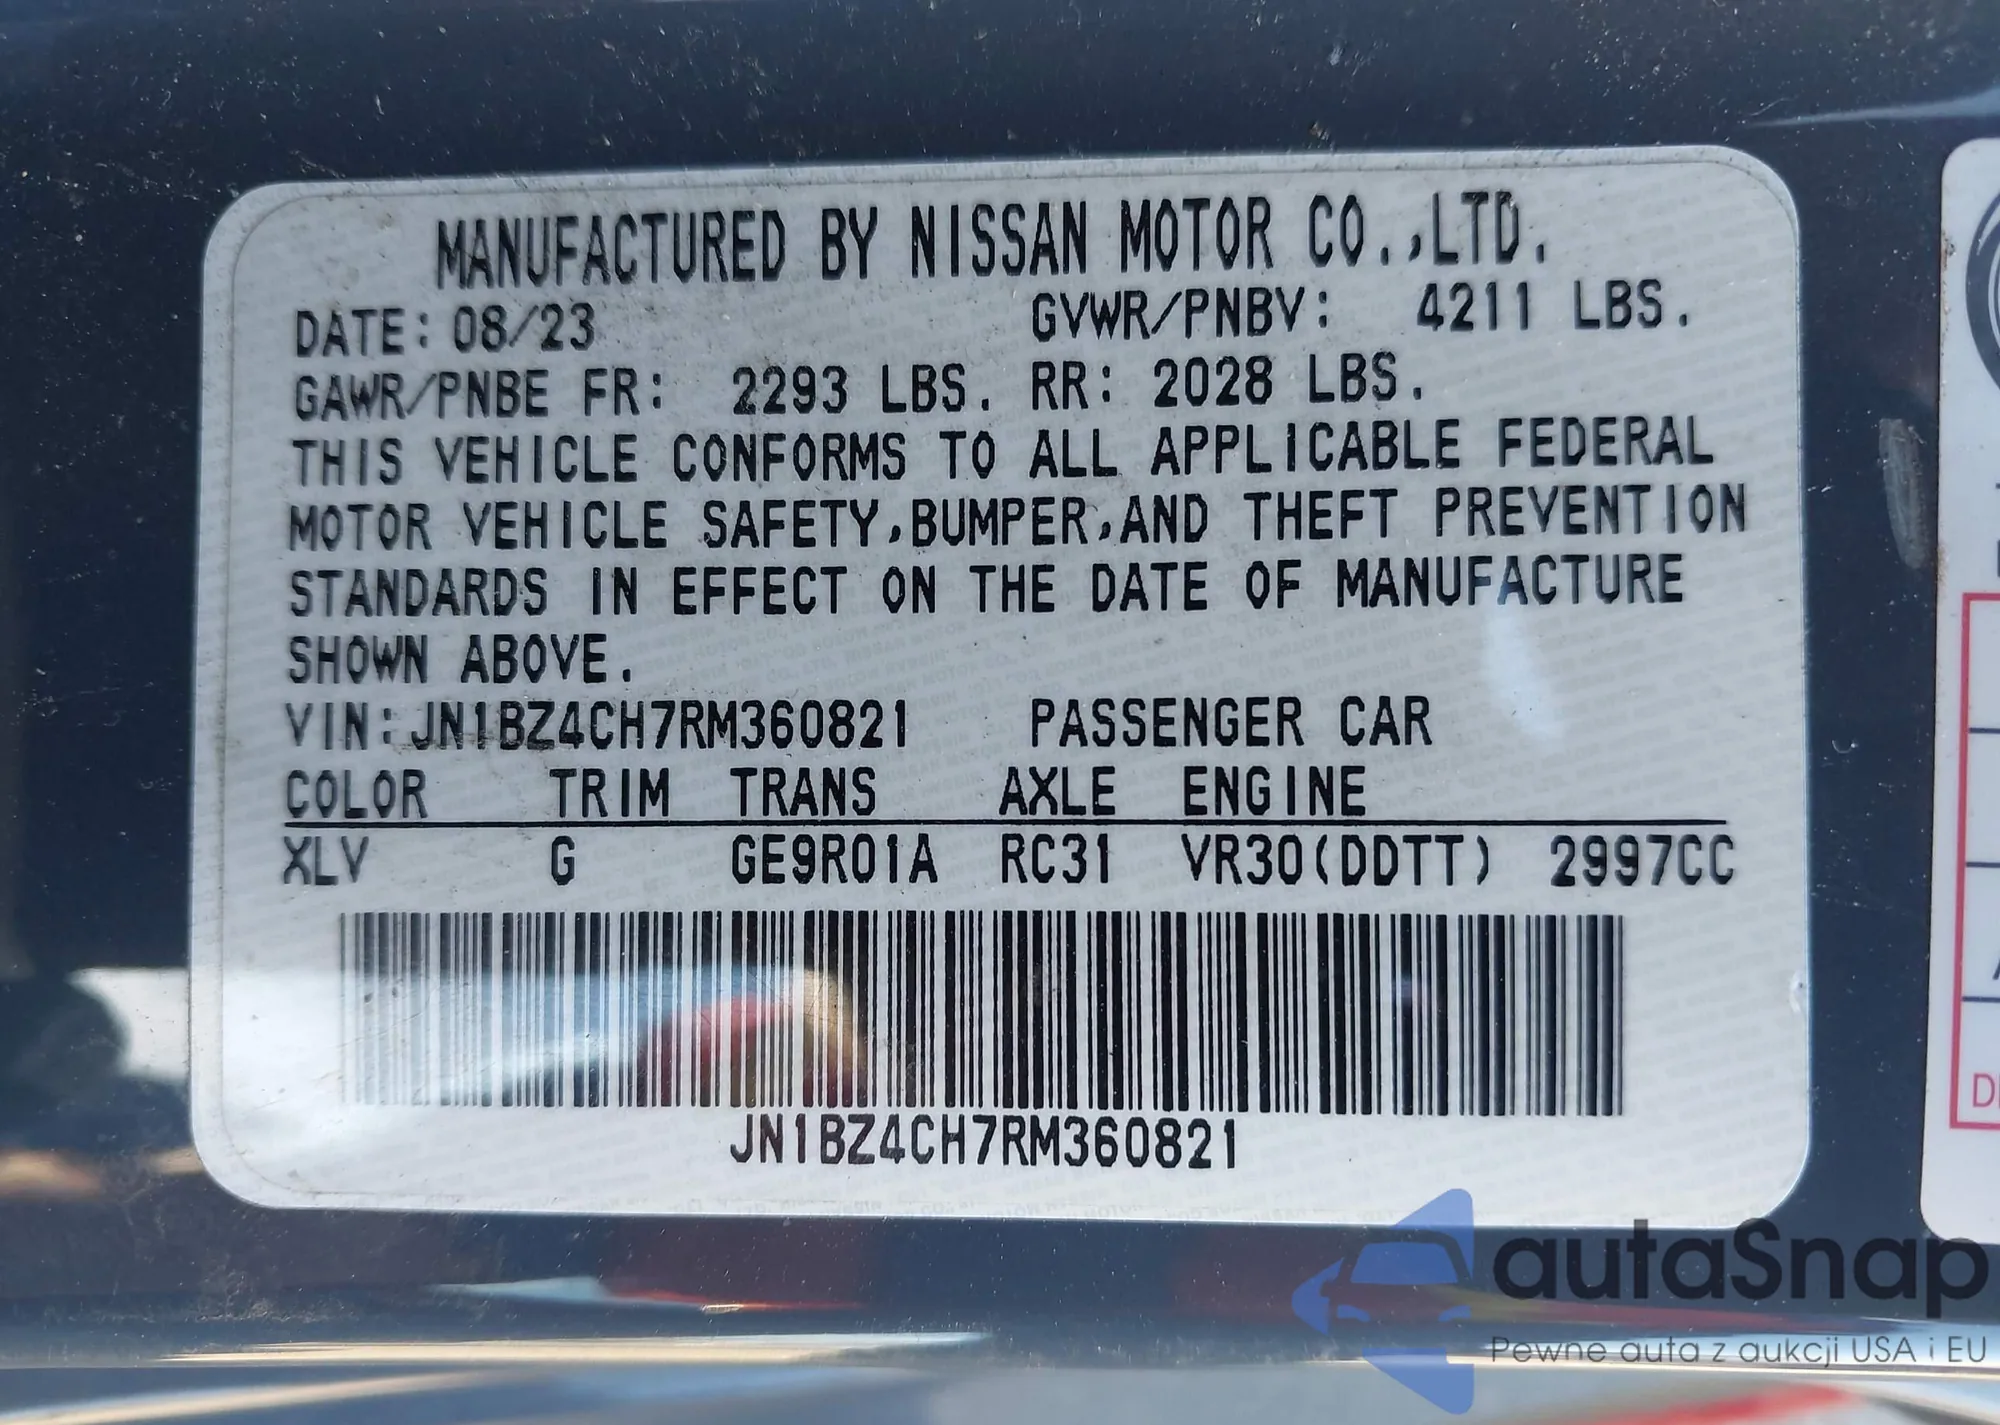 MANUFACTURED BY NISSAN MOTOR CO.,LTD.
DATE: 08/23 GVWR/PNBV: 4211 LBS.
GAWR/PNBE FR: 2293 LBS. RR: 2028 LBS.
THIS VEHICLE CONFORMS TO ALL APPLICABLE FEDERAL
MOTOR VEHICLE SAFETY,BUMPER,AND THEFT PREVENTION
STANDARDS IN EFFECT ON THE DATE OF MANUFACTURE
SHOWN ABOVE.
VIN:JN1BZ4CH7RM360821 PASSENGER CAR
COLOR TRIM TRANS AXLE ENGINE
XLV G GE9R01A RC31 VR30(DDTT) 2997CC
JN1BZ4CH7RM360821
autaSnap
Pewne auta z aukcji USA i EU